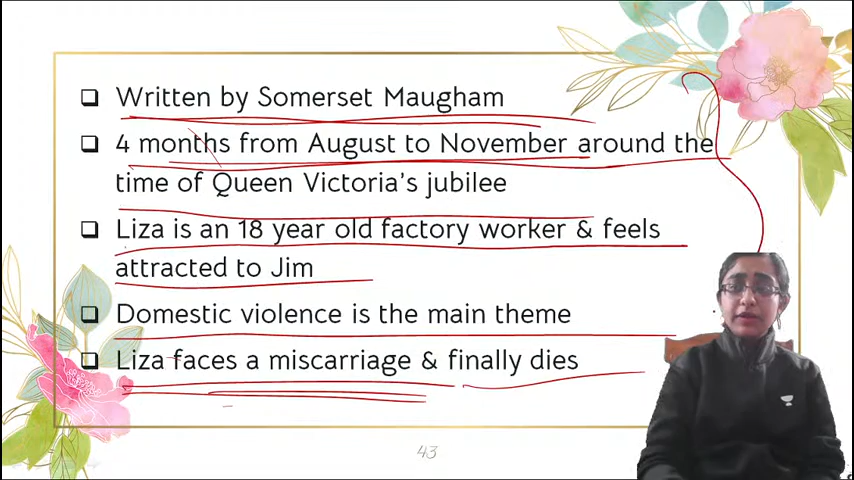 Written by Somerset Maugham
4 months from August to November around the
time of Queen Victoria's jubilee
Liza is an 18 year old factory worker & feels
attracted to Jim
Domestic violence is the main theme
Liza faces a miscarriage & finally dies
43